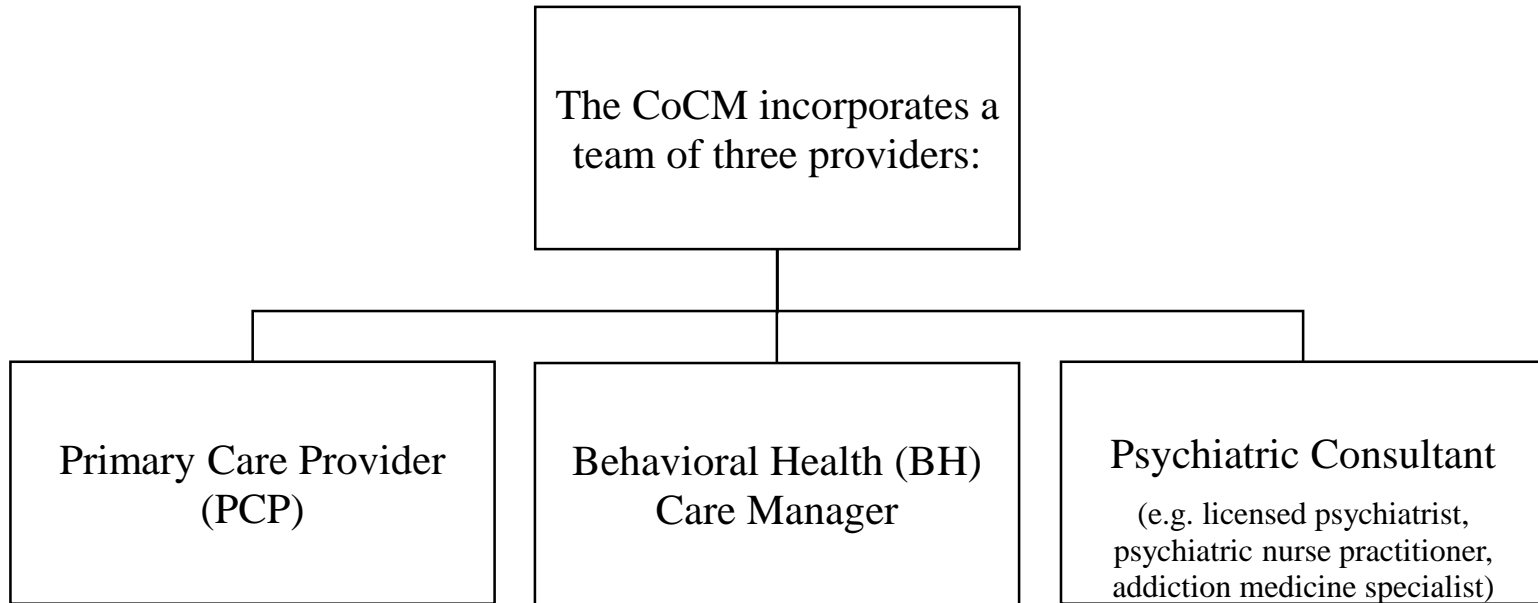 The CoCM incorporates a
team of three providers:
Primary Care Provider
(PCP)
Behavioral Health (BH)
Care Manager
Psychiatric Consultant
(e.g. licensed psychiatrist,
psychiatric nurse practitioner,
addiction medicine specialist)